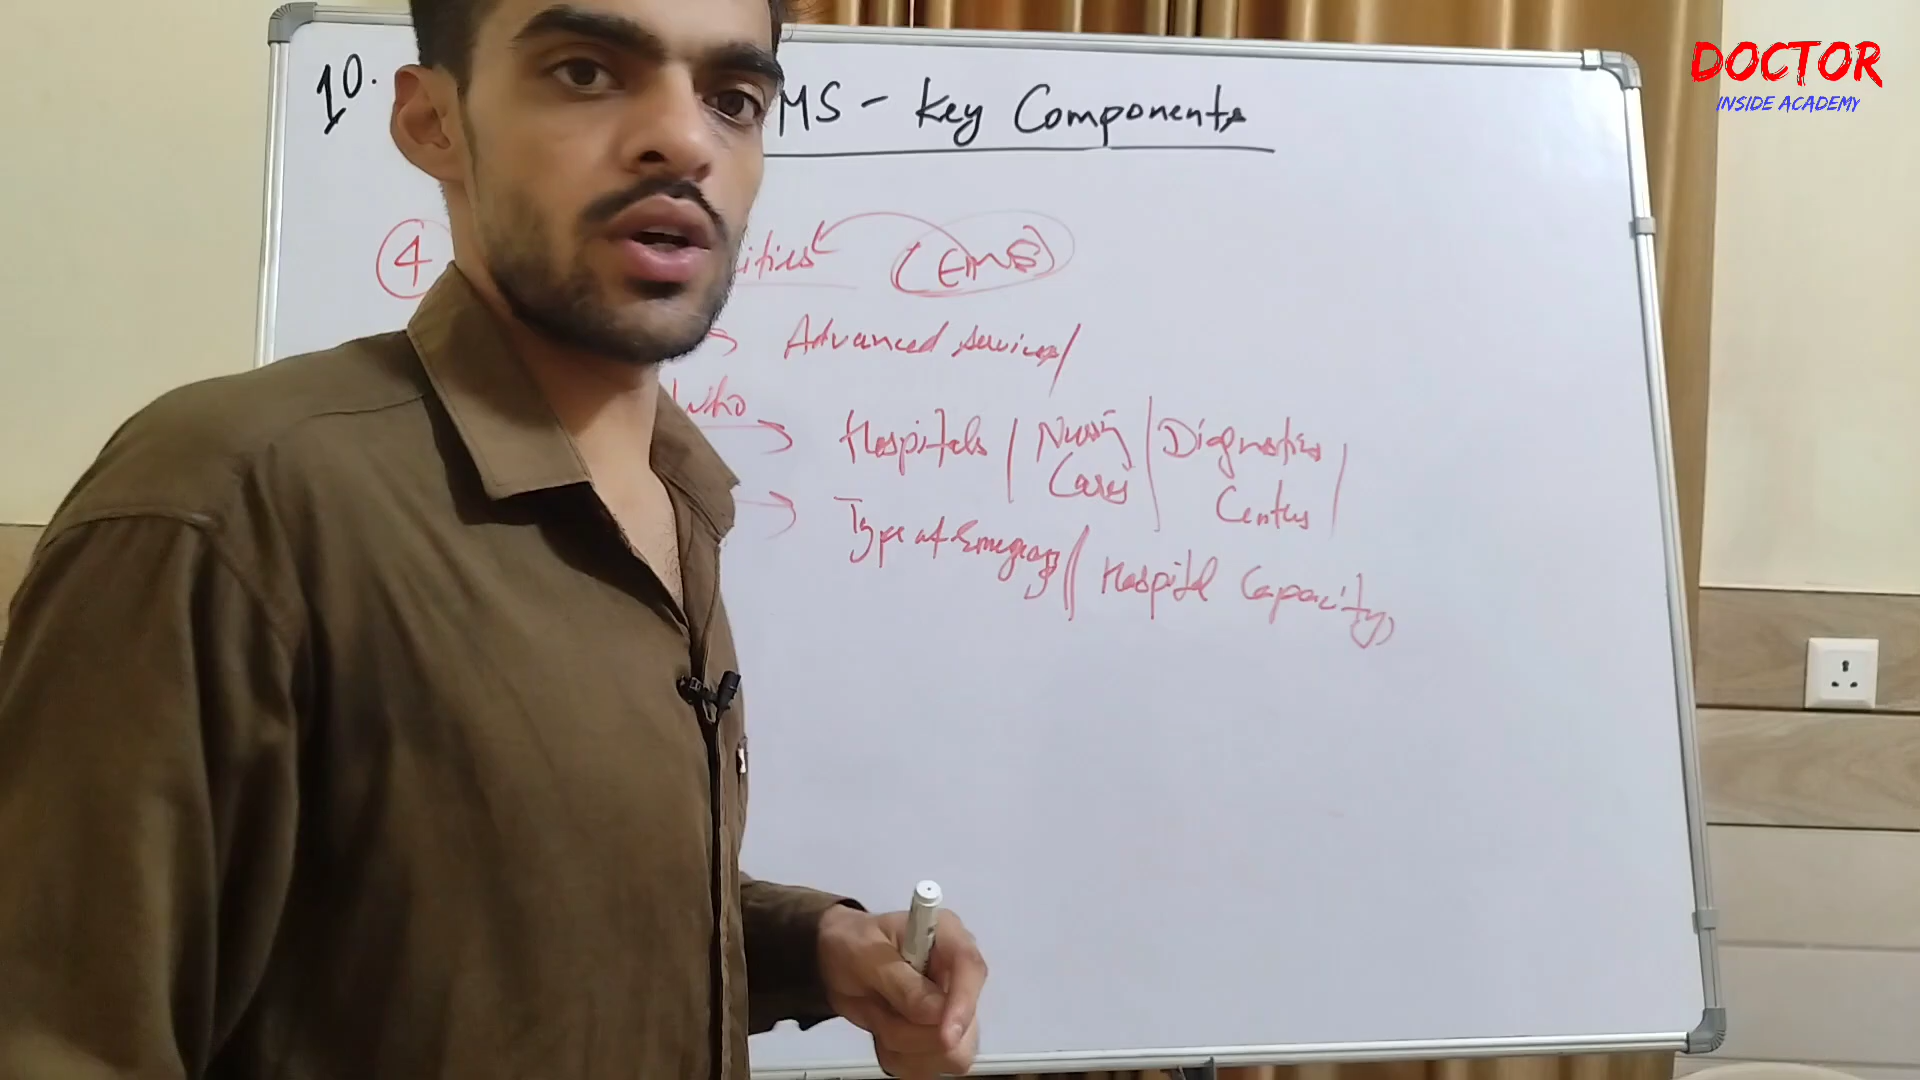 DOCTOR
INSIDE ACADEMY
10. MS - Key Components
4 ities (EMS)
Advanced services/
Who Hospitals / Nursing / Diagnostics /
Cares Centers
Type of Emergency // Hospital Capacity